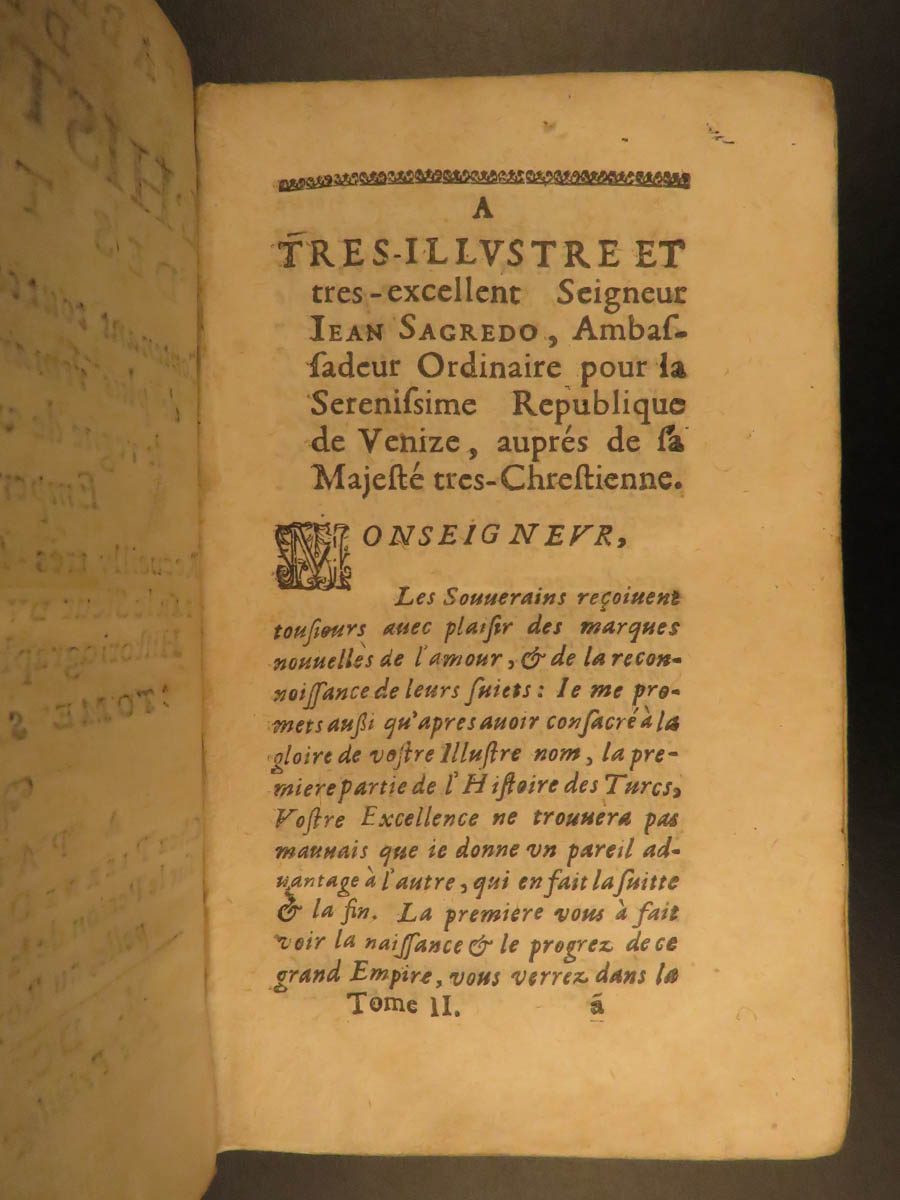 A
TRES-ILLVSTRE ET
tres-excellent Seigneur
IEAN SAGREDO, Ambaſ-
ſadeur Ordinaire pour la
Sereniſſime Republique
de Venize, auprés de ſa
Majeſté tres-Chreſtienne.
MONSEIGNEVR,
Les Souuerains reçoiuent
touſiours auec plaiſir des marques
nouuelles de l'amour, & de la recon-
noiſſance de leurs ſuiets: Ie me pro-
mets außi qu'apres auoir conſacré à la
gloire de voſtre Illuſtre nom, la pre-
miere partie de l'Hiſtoire des Turcs,
Voſtre Excellence ne trouuera pas
mauuais que ie donne vn pareil ad-
uantage à l'autre, qui en fait la ſuitte
& la fin. La premiere vous à fait
voir la naiſſance & le progrez de ce
grand Empire, vous verrez dans la
Tome II. ã